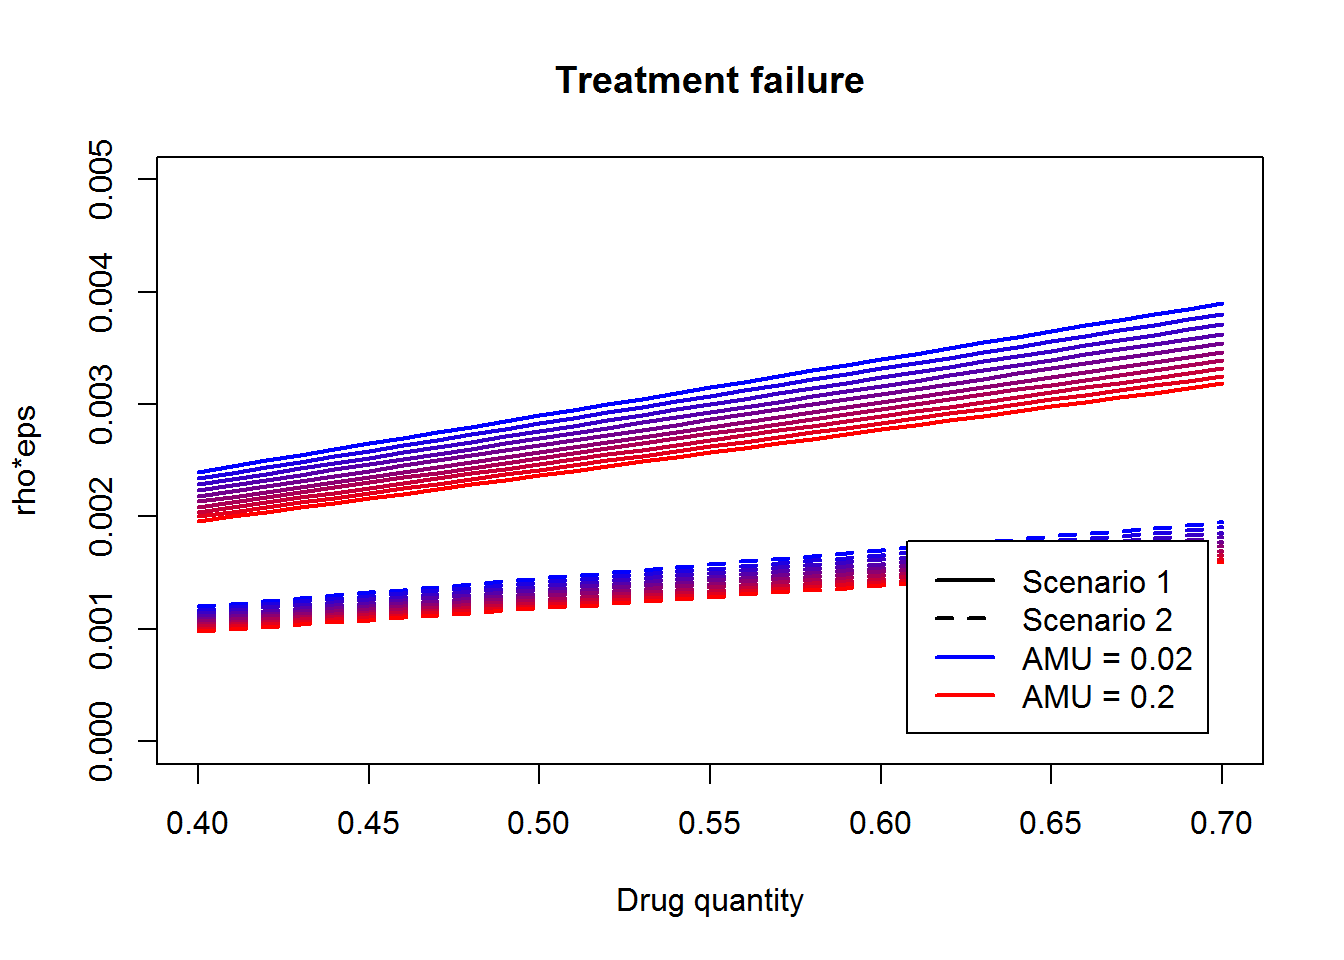 Treatment failure
rho*eps
0.005
0.004
0.003
0.002
0.001
0.000
Scenario 1
Scenario 2
AMU = 0.02
AMU = 0.2
0.40 0.45 0.50 0.55 0.60 0.65 0.70
Drug quantity